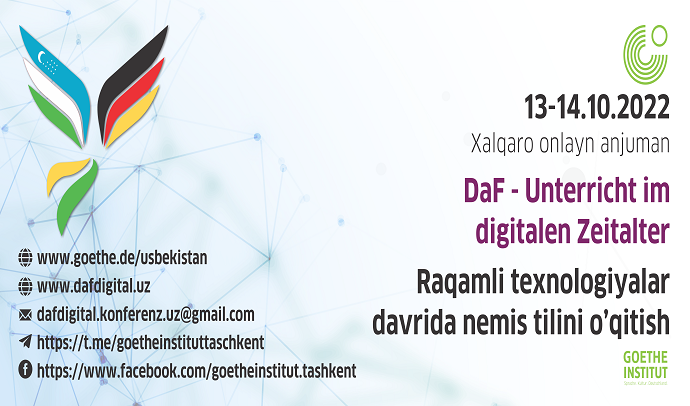 13-14.10.2022
Xalqaro onlayn anjuman
DaF - Unterricht im
digitalen Zeitalter
Raqamli texnologiyalar
davrida nemis tilini o'qitish
www.goethe.de/usbekistan
www.dafdigital.uz
dafdigital.konferenz.uz@gmail.com
https://t.me/goetheinstituttaschkent
https://www.facebook.com/goetheinstitut.tashkent
GOETHE
INSTITUT